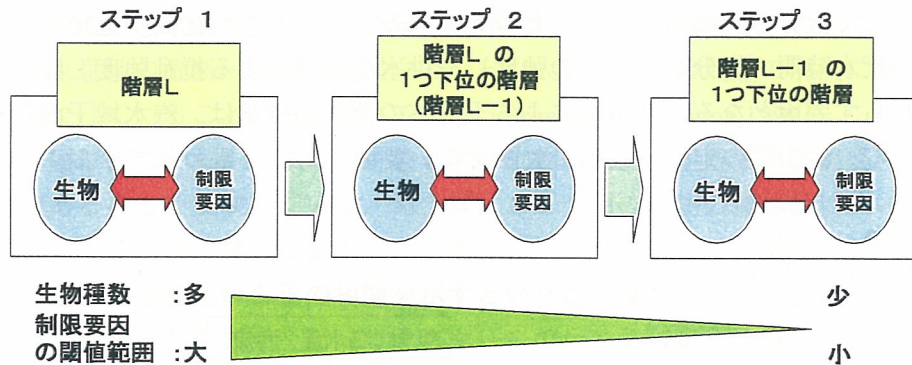 ステップ 1
ステップ 2
ステップ 3
階層L
階層L の
1つ下位の階層
(階層L-1)
階層L-1 の
1つ下位の階層
生物
制限
要因
生物
制限
要因
生物
制限
要因
生物種数 :多
少
制限要因
の閾値範囲 :大
小